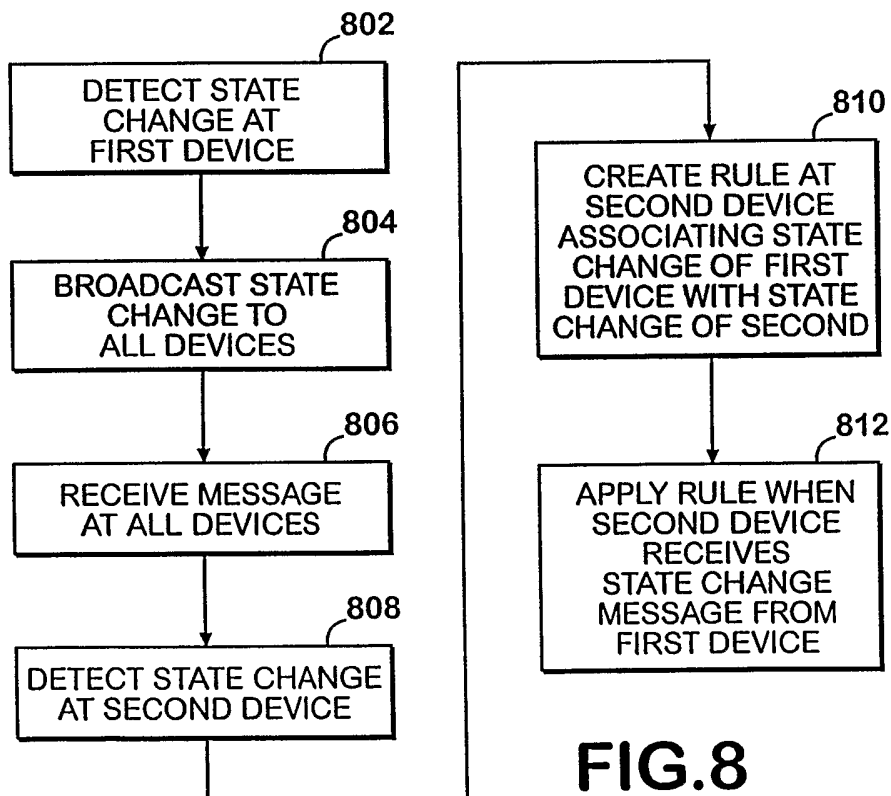 802
DETECT STATE
CHANGE AT
FIRST DEVICE
804
BROADCAST STATE
CHANGE TO
ALL DEVICES
806
RECEIVE MESSAGE
AT ALL DEVICES
808
DETECT STATE CHANGE
AT SECOND DEVICE
810
CREATE RULE AT
SECOND DEVICE
ASSOCIATING STATE
CHANGE OF FIRST
DEVICE WITH STATE
CHANGE OF SECOND
812
APPLY RULE WHEN
SECOND DEVICE
RECEIVES
STATE CHANGE
MESSAGE FROM
FIRST DEVICE
FIG.8